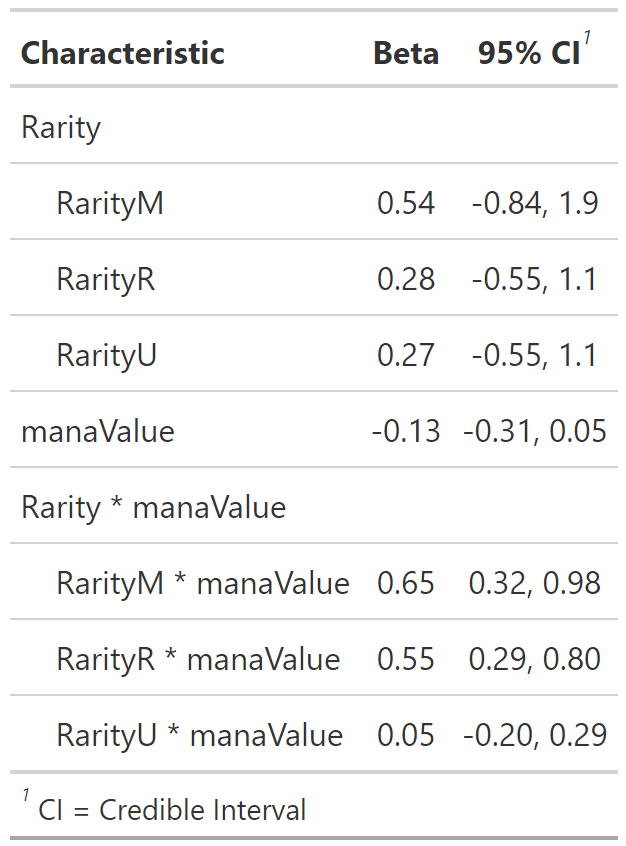 Characteristic Beta 95% CI1
Rarity
RarityM 0.54 -0.84, 1.9
RarityR 0.28 -0.55, 1.1
RarityU 0.27 -0.55, 1.1
manaValue -0.13 -0.31, 0.05
Rarity * manaValue
RarityM * manaValue 0.65 0.32, 0.98
RarityR * manaValue 0.55 0.29, 0.80
RarityU * manaValue 0.05 -0.20, 0.29
1 CI = Credible Interval